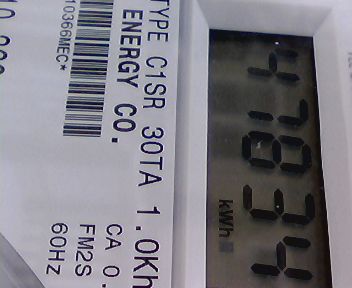 47834
kWh
TYPE C1SR 30TA 1.0Kh
ENERGY CO.
CA 0.
FM2S
60HZ
10366MEC*